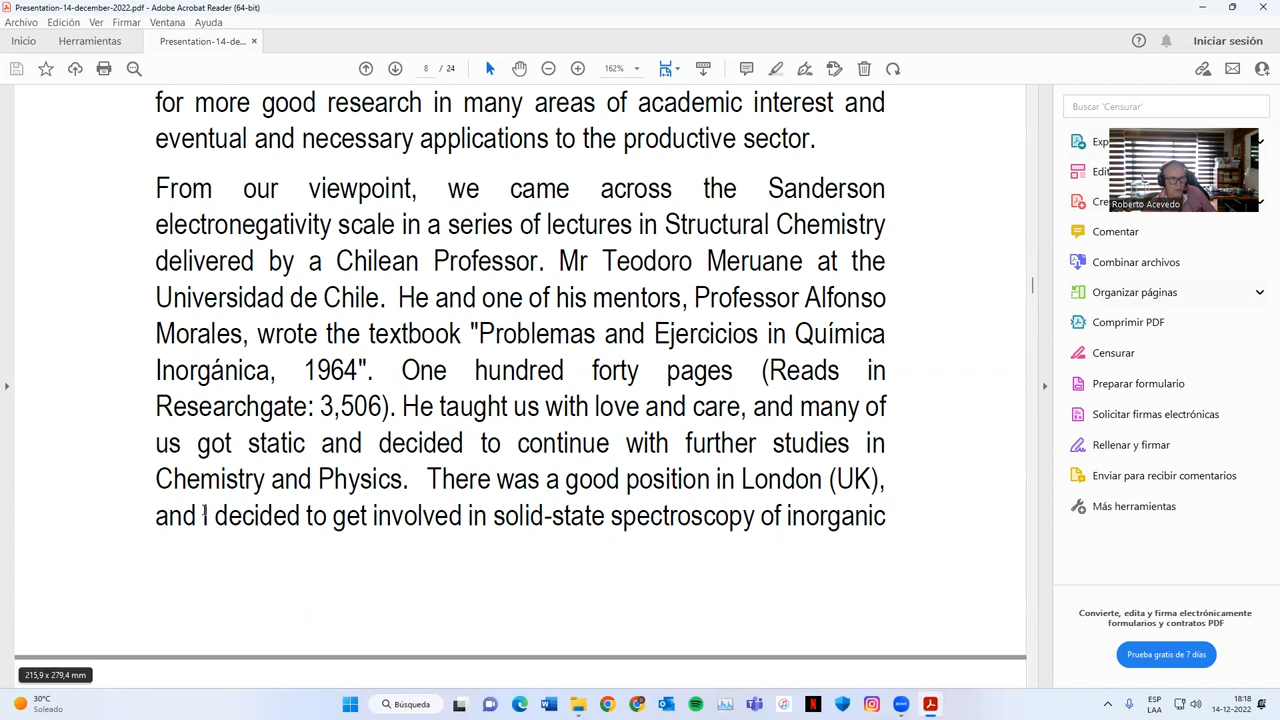 Presentation-14-december-2022.pdf - Adobe Acrobat Reader (64-bit)
Archivo Edición Ver Firmar Ventana Ayuda
Inicio Herramientas Presentation-14-de... × Iniciar sesión
8 / 24 162%
for more good research in many areas of academic interest and
eventual and necessary applications to the productive sector.
From our viewpoint, we came across the Sanderson
electronegativity scale in a series of lectures in Structural Chemistry
delivered by a Chilean Professor. Mr Teodoro Meruane at the
Universidad de Chile. He and one of his mentors, Professor Alfonso
Morales, wrote the textbook "Problemas and Ejercicios in Química
Inorgánica, 1964". One hundred forty pages (Reads in
Researchgate: 3,506). He taught us with love and care, and many of
us got static and decided to continue with further studies in
Chemistry and Physics. There was a good position in London (UK),
and I decided to get involved in solid-state spectroscopy of inorganic
215,9 x 279,4 mm
Buscar 'Censurar'
Roberto Acevedo
Comentar
Combinar archivos
Organizar páginas
Comprimir PDF
Censurar
Preparar formulario
Solicitar firmas electrónicas
Rellenar y firmar
Enviar para recibir comentarios
Más herramientas
Convierte, edita y firma electrónicamente
formularios y contratos PDF
Prueba gratis de 7 días
30°C
Soleado
Búsqueda
ESP
LAA
18:18
14-12-2022